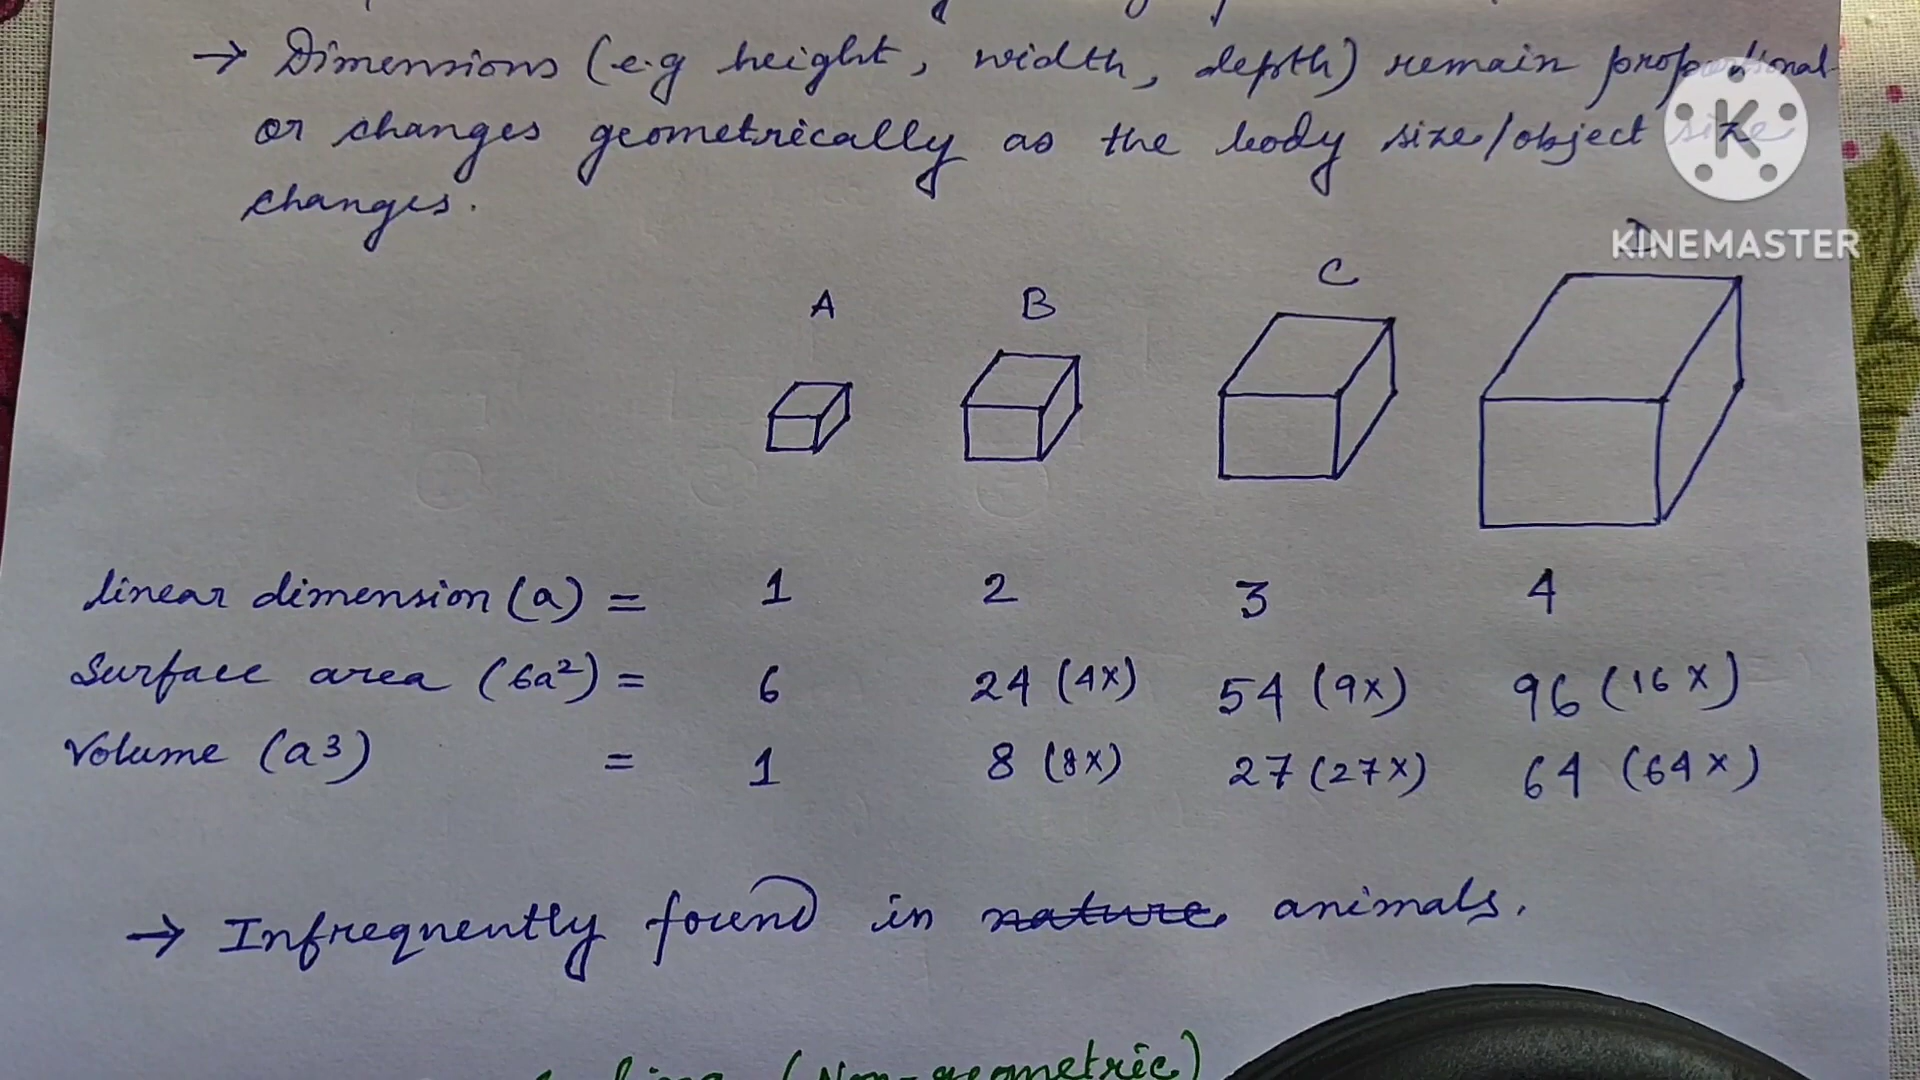 → Dimensions (e.g height, width, depth) remain proportional
or changes geometrically as the body size/object size
changes.
KINEMASTER
A B C D
linear dimension (a) = 1 2 3 4
Surface area (6a²) = 6 24 (4x) 54 (9x) 96 (16x)
Volume (a³) = 1 8 (8x) 27 (27x) 64 (64x)
→ Infrequently found in nature animals.
(Non-geometric)